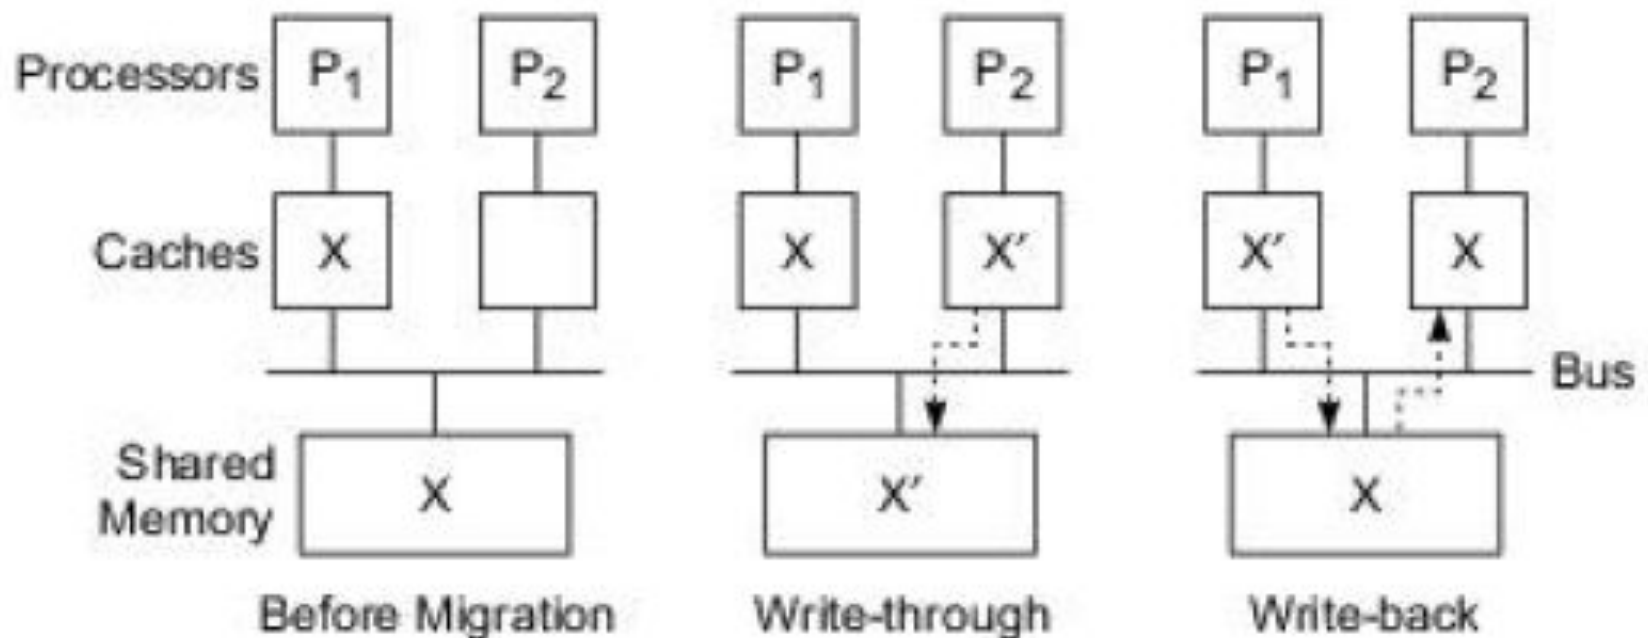 Processors P1 P2 P1 P2 P1 P2
Caches X X X' X' X
Bus
Shared
Memory X X' X
Before Migration Write-through Write-back